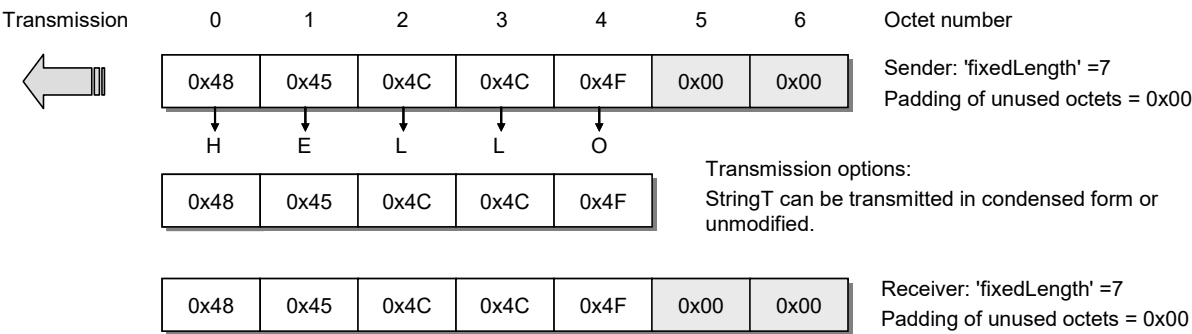 Transmission 0 1 2 3 4 5 6 Octet number
0x48 0x45 0x4C 0x4C 0x4F 0x00 0x00
Sender: 'fixedLength' =7
Padding of unused octets = 0x00
H E L L O
0x48 0x45 0x4C 0x4C 0x4F
Transmission options:
StringT can be transmitted in condensed form or
unmodified.
0x48 0x45 0x4C 0x4C 0x4F 0x00 0x00
Receiver: 'fixedLength' =7
Padding of unused octets = 0x00